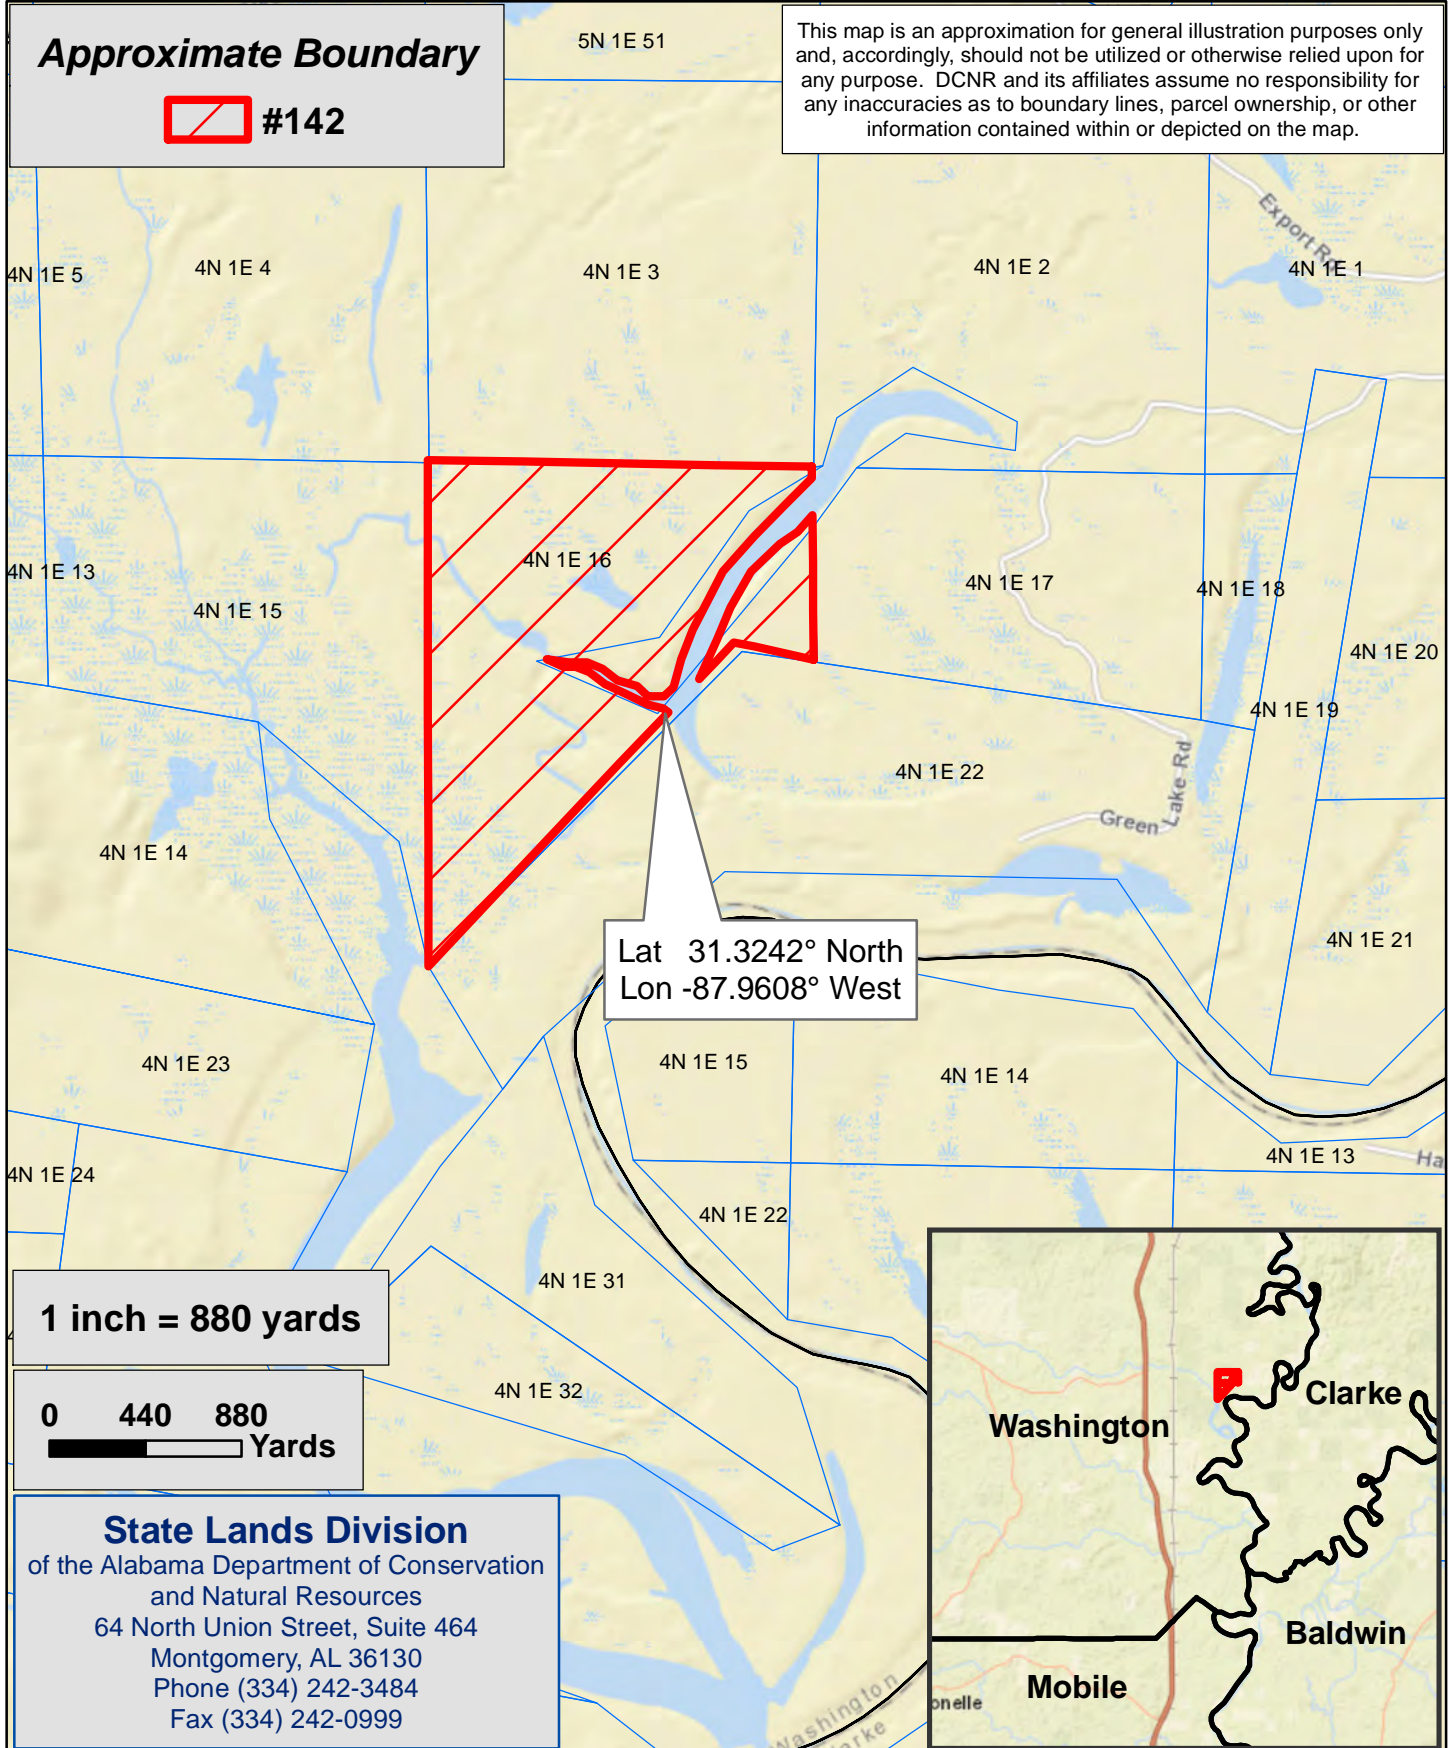 Approximate Boundary
#142
This map is an approximation for general illustration purposes only
and, accordingly, should not be utilized or otherwise relied upon for
any purpose. DCNR and its affiliates assume no responsibility for
any inaccuracies as to boundary lines, parcel ownership, or other
information contained within or depicted on the map.
5N 1E 51
Export Rd
4N 1E 5
4N 1E 4
4N 1E 3
4N 1E 2
4N 1E 1
4N 1E 13
4N 1E 15
4N 1E 16
4N 1E 17
4N 1E 18
4N 1E 20
4N 1E 19
4N 1E 22
Green Lake Rd
4N 1E 14
4N 1E 21
Lat 31.3242° North
Lon -87.9608° West
4N 1E 23
4N 1E 15
4N 1E 14
4N 1E 13
Ha
4N 1E 24
4N 1E 22
4N 1E 31
4N 1E 32
1 inch = 880 yards
0 440 880
Yards
State Lands Division
of the Alabama Department of Conservation
and Natural Resources
64 North Union Street, Suite 464
Montgomery, AL 36130
Phone (334) 242-3484
Fax (334) 242-0999
Washington
arke
Washington
Clarke
Baldwin
Mobile
onelle